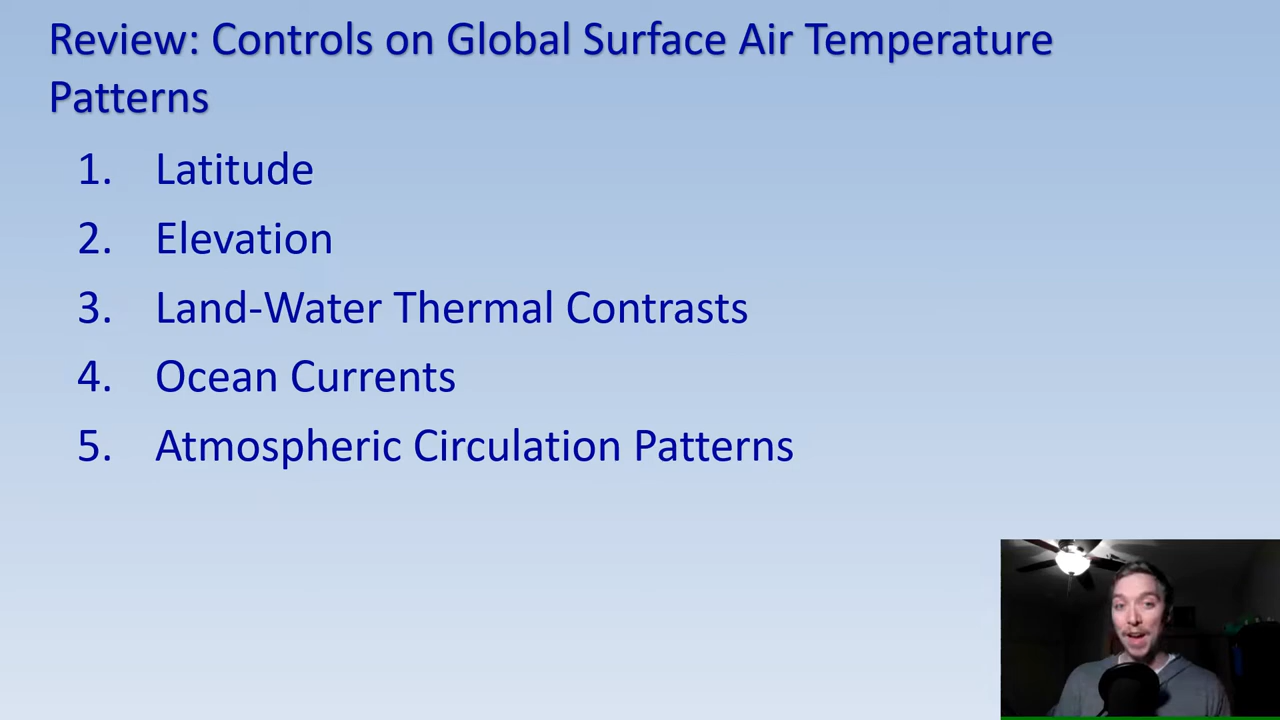 Review: Controls on Global Surface Air Temperature
Patterns
1. Latitude
2. Elevation
3. Land-Water Thermal Contrasts
4. Ocean Currents
5. Atmospheric Circulation Patterns